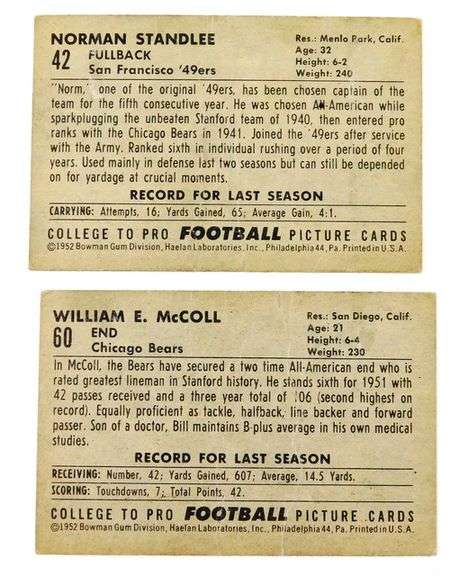 NORMAN STANDLEE
42 FULLBACK
San Francisco '49ers
Res.: Menlo Park, Calif.
Age: 32
Height: 6-2
Weight: 240
"Norm," one of the original '49ers, has been chosen captain of the
team for the fifth consecutive year. He was chosen All-American while
sparkplugging the unbeaten Stanford team of 1940, then entered pro
ranks with the Chicago Bears in 1941. Joined the '49ers after service
with the Army. Ranked sixth in individual rushing over a period of four
years. Used mainly in defense last two seasons but can still be depended
on for yardage at crucial moments.
RECORD FOR LAST SEASON
CARRYING: Attempts, 16; Yards Gained, 65; Average Gain, 4:1.
COLLEGE TO PRO FOOTBALL PICTURE CARDS
©1952 Bowman Gum Division, Haelan Laboratories, Inc., Philadelphia 44, Pa. Printed in U.S.A.
WILLIAM E. McCOLL
60 END
Chicago Bears
Res.: San Diego, Calif.
Age: 21
Height: 6-4
Weight: 230
In McColl, the Bears have secured a two time All-American end who is
rated greatest lineman in Stanford history. He stands sixth for 1951 with
42 passes received and a three year total of 06 (second highest on
record). Equally proficient as tackle, halfback, line backer and forward
passer. Son of a doctor, Bill maintains B-plus average in his own medical
studies.
RECORD FOR LAST SEASON
RECEIVING: Number, 42; Yards Gained, 607; Average, 14.5 Yards.
SCORING: Touchdowns, 7; Total Points, 42.
COLLEGE TO PRO FOOTBALL PICTURE CARDS
©1952 Bowman Gum Division, Haelan Laboratories, Inc., Philadelphia 44, Pa. Printed in U.S.A.